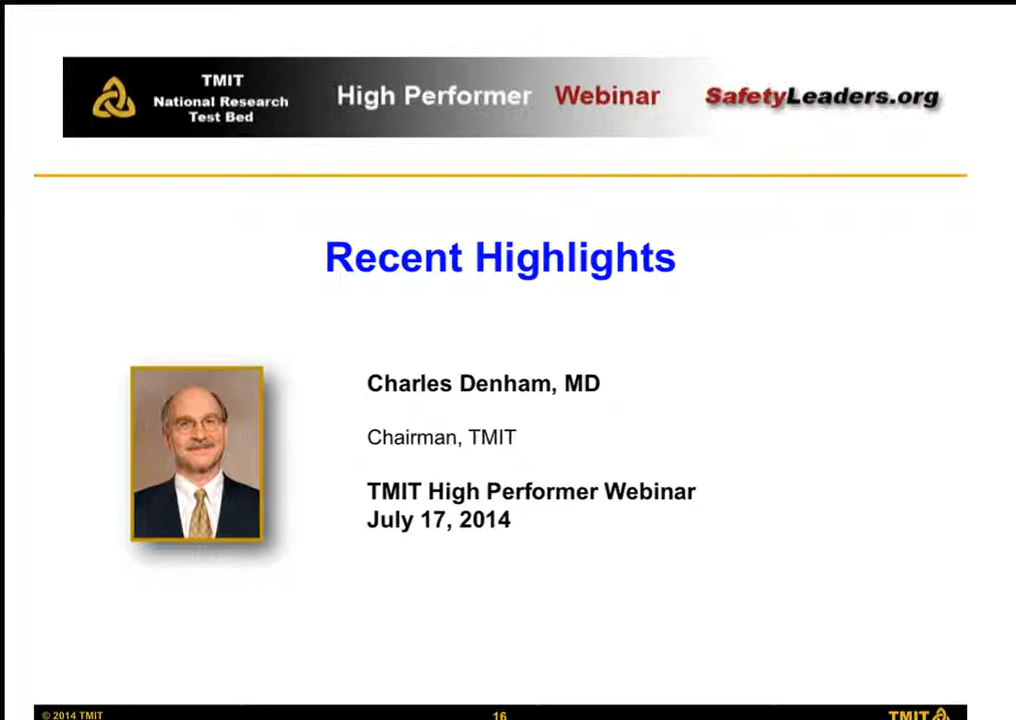 TMIT
National Research
Test Bed
High Performer Webinar
SafetyLeaders.org
Recent Highlights
Charles Denham, MD
Chairman, TMIT
TMIT High Performer Webinar
July 17, 2014
© 2014 TMIT
16
TMIT